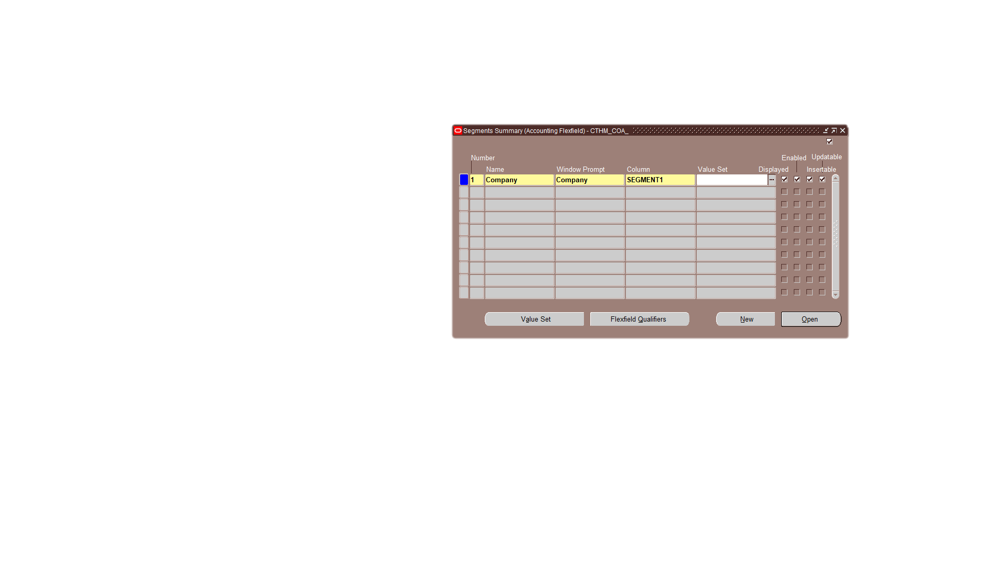 Segments Summary (Accounting Flexfield) - CTHM_COA_
Number
Enabled
Updatable
Name
Window Prompt
Column
Value Set
Displayed
Insertable
1
Company
Company
SEGMENT1
Value Set
Flexfield Qualifiers
New
Open